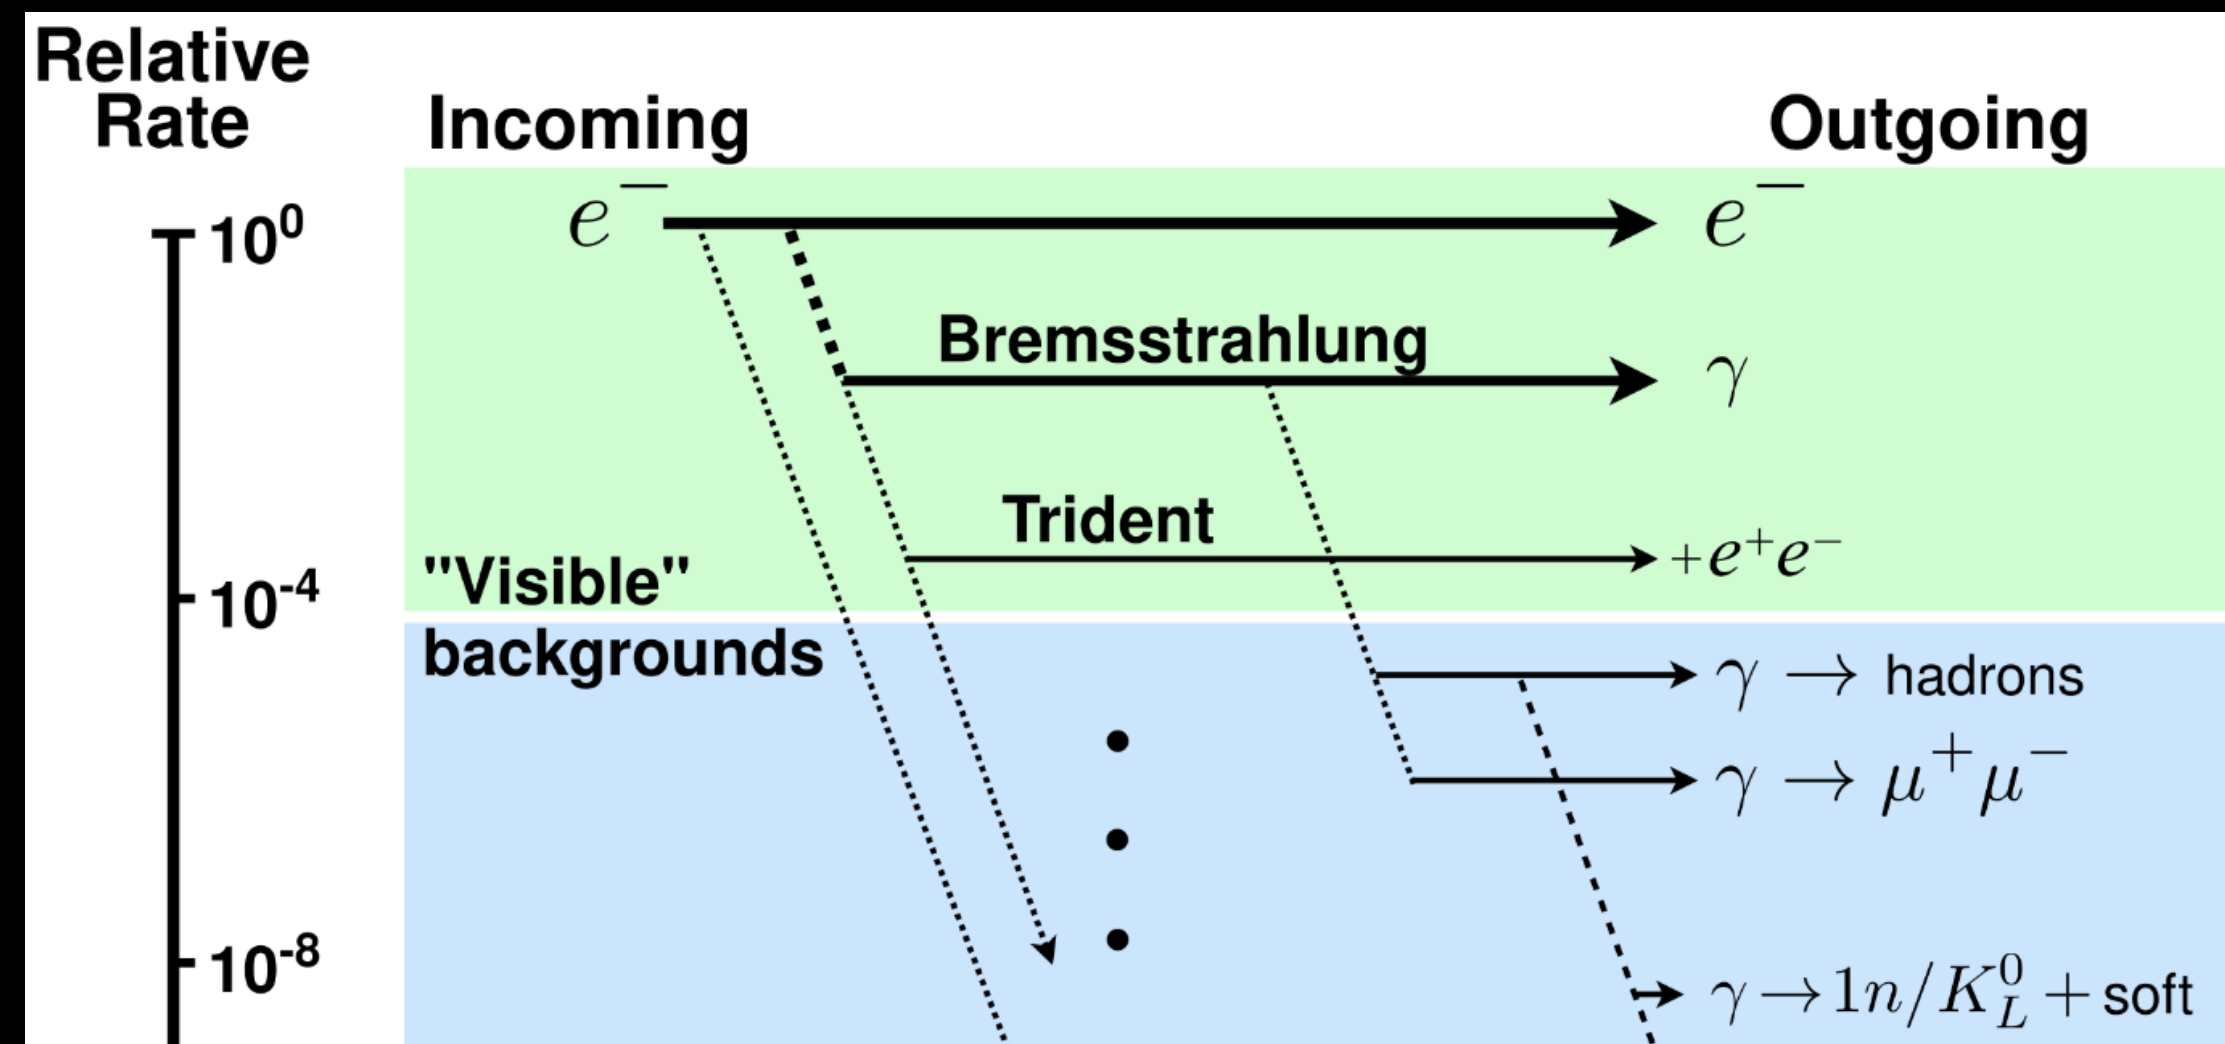 Relative
Rate
Incoming
Outgoing
10⁰
e⁻
e⁻
Bremsstrahlung
γ
Trident
+e⁺e⁻
"Visible"
10⁻⁴
backgrounds
γ → hadrons
γ → μ⁺μ⁻
10⁻⁸
γ → 1n/K⁰_L + soft